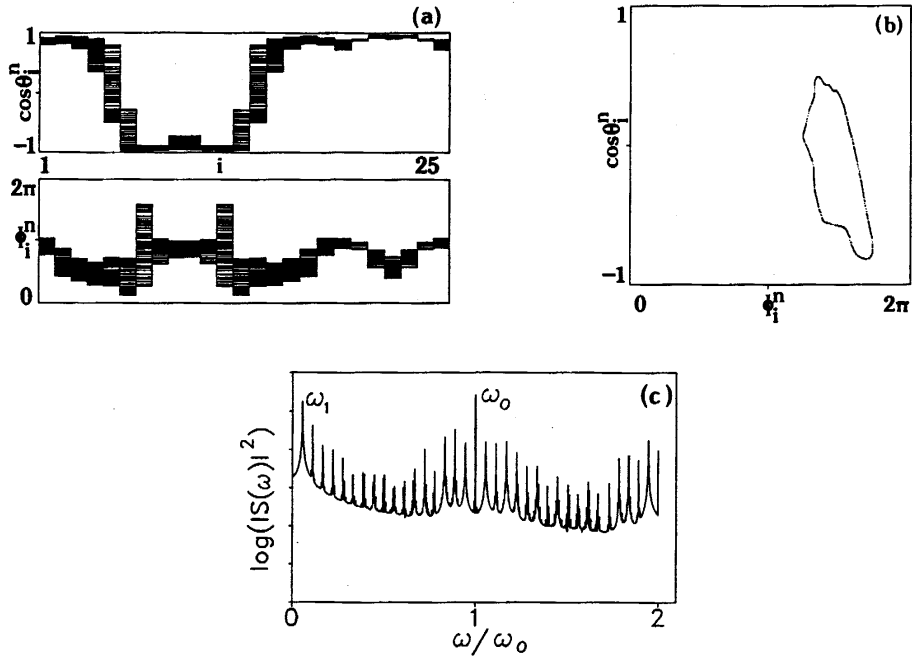 (a)
1
cosθᵢⁿ
−1
1 i 25
2π
ϕᵢⁿ
0
(b)
1
cosθᵢⁿ
−1
0 ϕᵢⁿ 2π
(c)
ω₁ ω₀
log(|S(ω)|²)
0 1 2
ω/ω₀